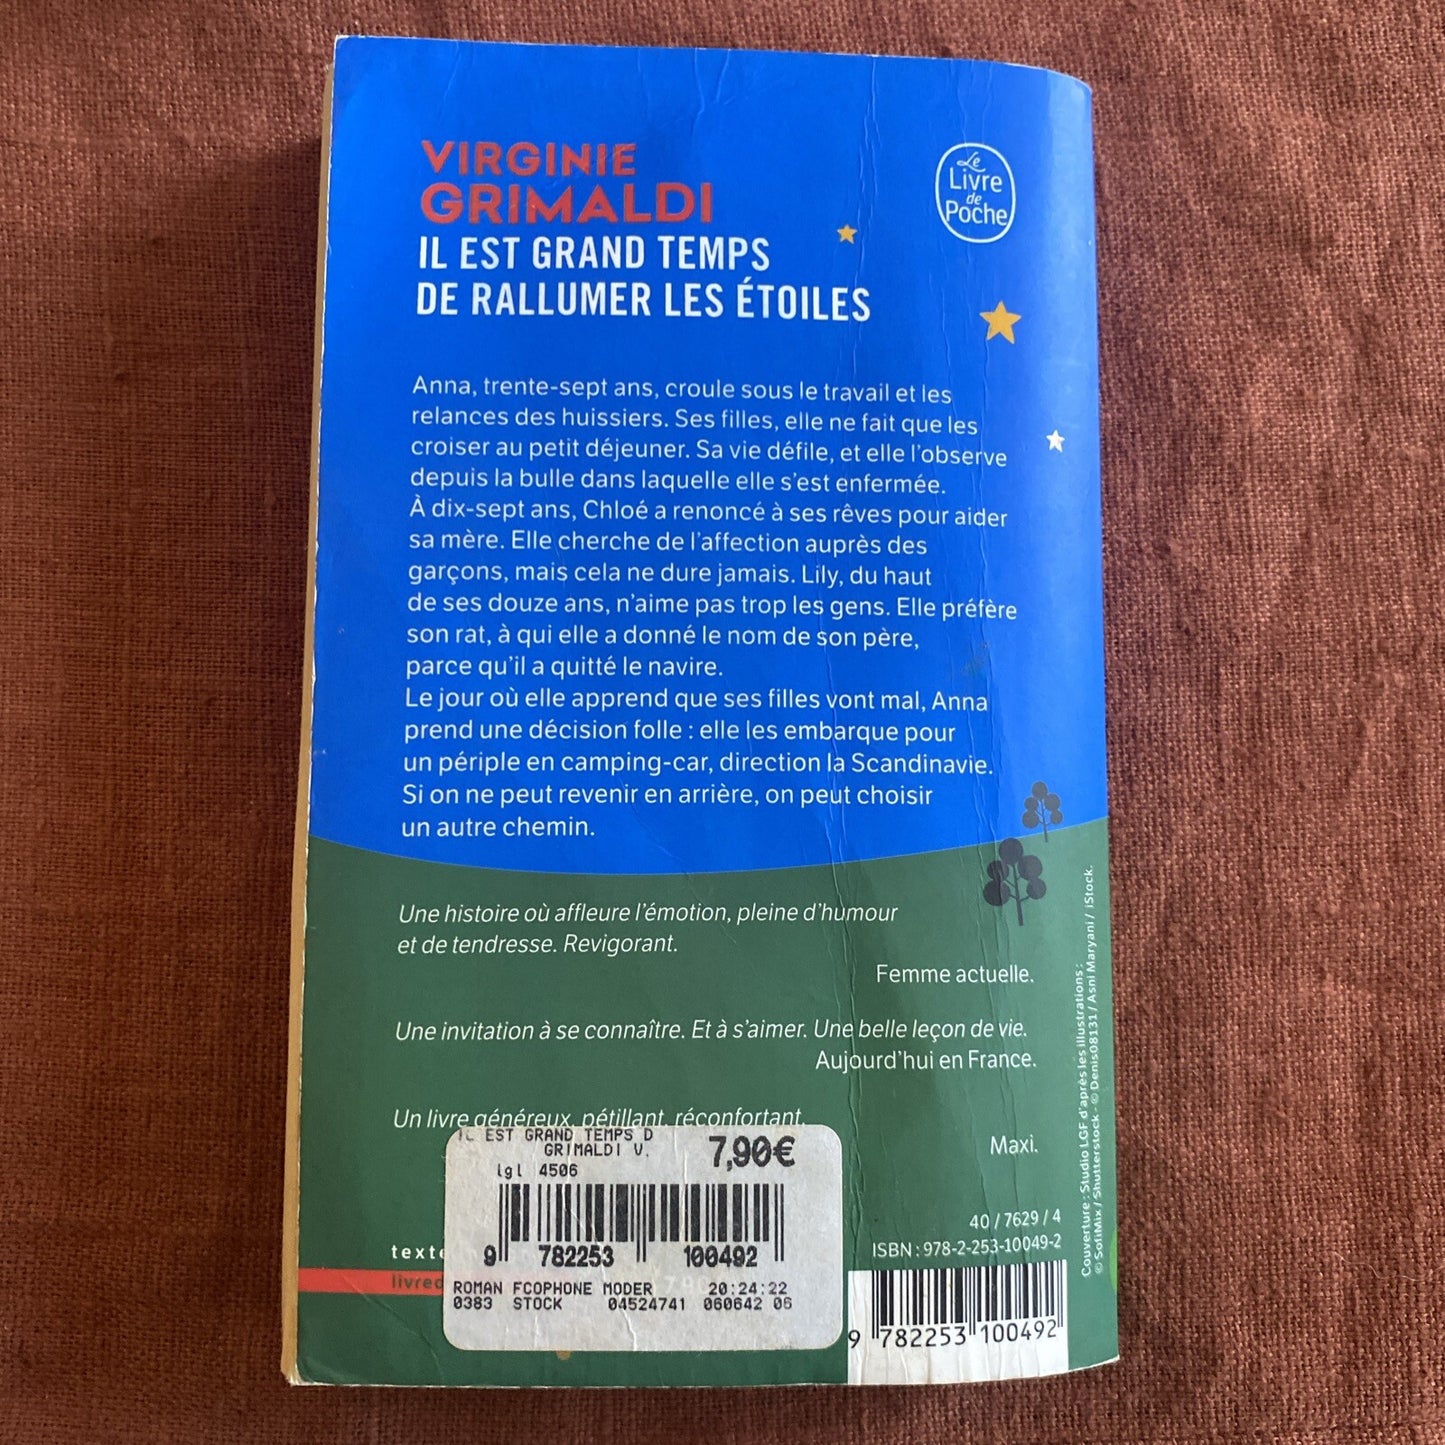 VIRGINIE
GRIMALDI
IL EST GRAND TEMPS
DE RALLUMER LES ÉTOILES
Le
Livre
de
Poche
Anna, trente-sept ans, croule sous le travail et les
relances des huissiers. Ses filles, elle ne fait que les
croiser au petit déjeuner. Sa vie défile, et elle l'observe
depuis la bulle dans laquelle elle s'est enfermée.
À dix-sept ans, Chloé a renoncé à ses rêves pour aider
sa mère. Elle cherche de l'affection auprès des
garçons, mais cela ne dure jamais. Lily, du haut
de ses douze ans, n'aime pas trop les gens. Elle préfère
son rat, à qui elle a donné le nom de son père,
parce qu'il a quitté le navire.
Le jour où elle apprend que ses filles vont mal, Anna
prend une décision folle : elle les embarque pour
un périple en camping-car, direction la Scandinavie.
Si on ne peut revenir en arrière, on peut choisir
un autre chemin.
Une histoire où affleure l'émotion, pleine d'humour
et de tendresse. Revigorant.
Femme actuelle.
Une invitation à se connaître. Et à s'aimer. Une belle leçon de vie.
Aujourd'hui en France.
Un livre généreux, pétillant, réconfortant.
Maxi.
IL EST GRAND TEMPS D
GRIMALDI V.
7,90€
lgl 4506
9 782253 100492
ROMAN FCOPHONE MODER 20:24:22
0383 STOCK 04524741 060642 06
texte
livred
40 / 7629 / 4
ISBN : 978-2-253-10049-2
9 782253 100492
Couverture : Studio LGF d'après les illustrations :
© SofiMix / Shutterstock - © Denis08131 / Asni Maryani / iStock.